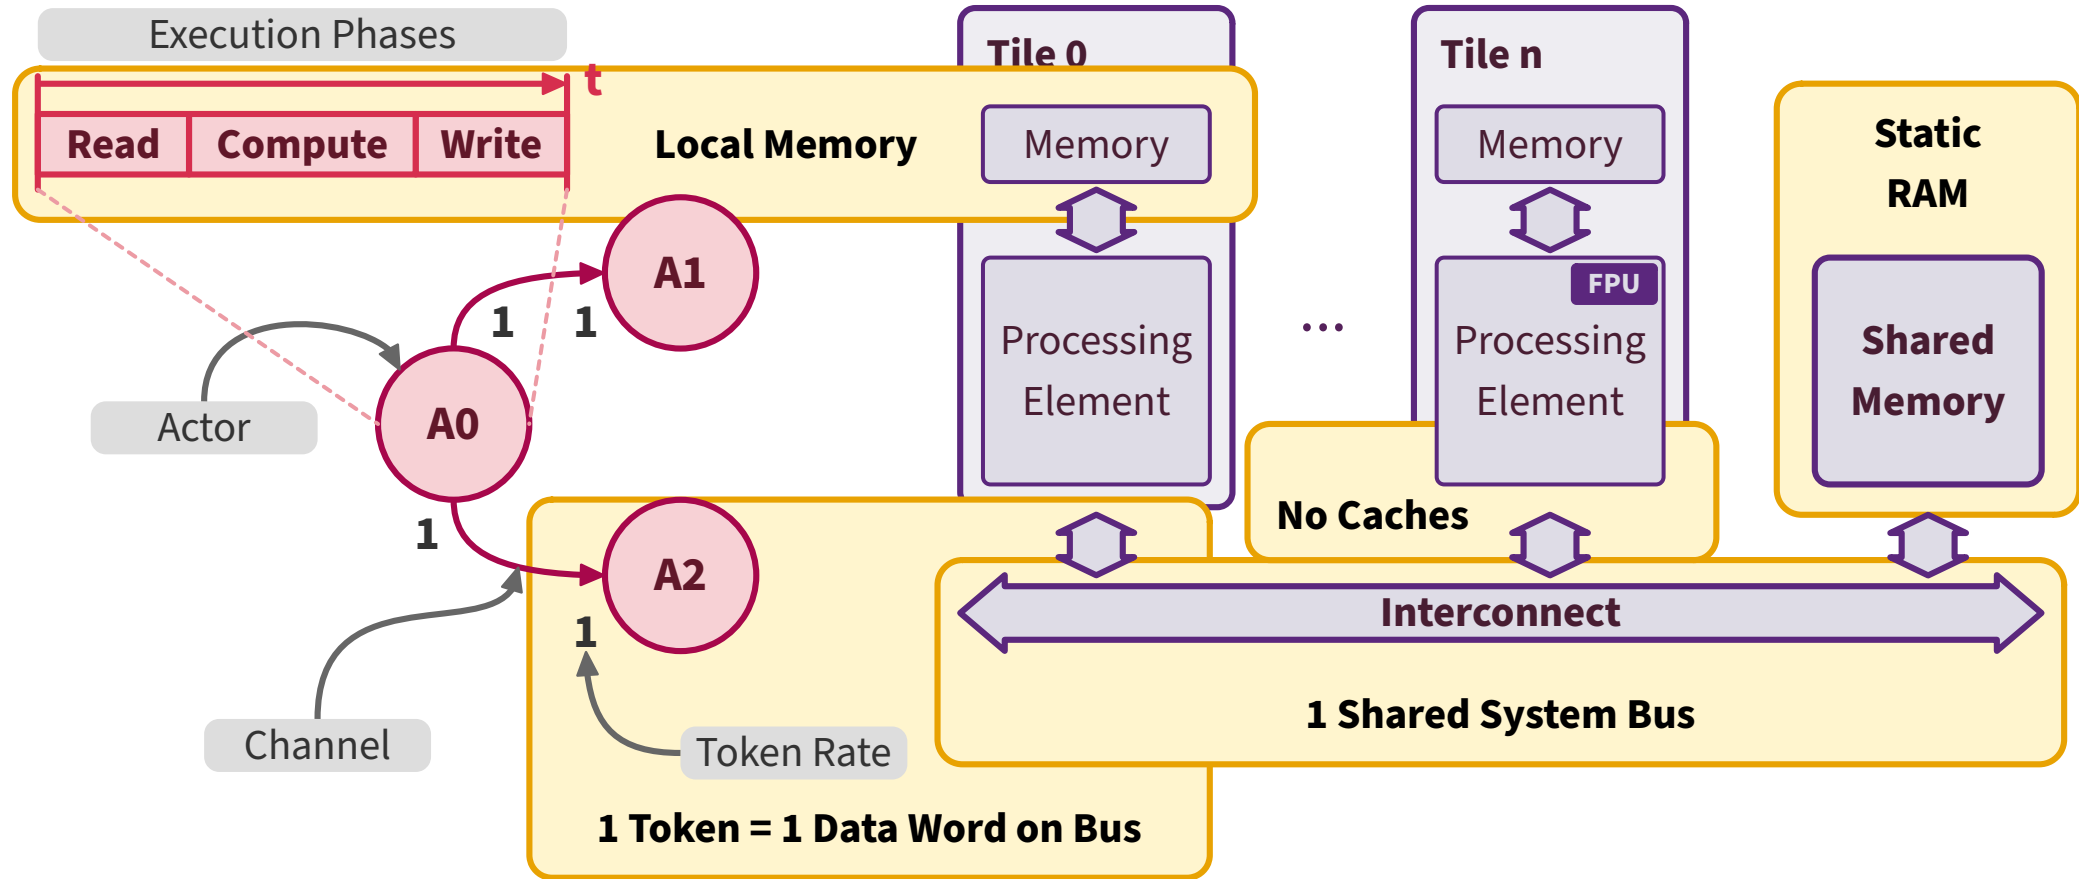 Execution Phases
t
Read
Compute
Write
Local Memory
Tile 0
Memory
Processing
Element
...
Tile n
Memory
FPU
Processing
Element
Static
RAM
Shared
Memory
A1
1
1
Actor
A0
1
A2
1
Channel
Token Rate
1 Token = 1 Data Word on Bus
No Caches
Interconnect
1 Shared System Bus